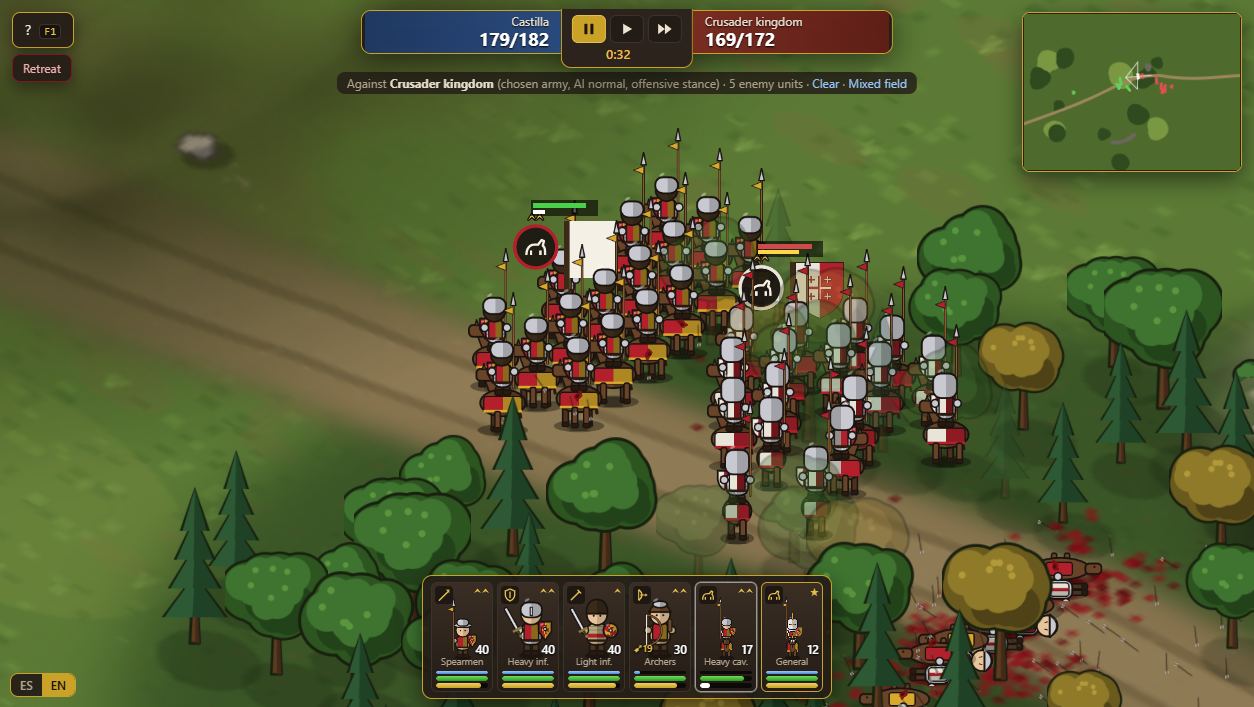 ? F1
Retreat
Castilla
179/182
0:32
Crusader kingdom
169/172
Against Crusader kingdom (chosen army, AI normal, offensive stance) · 5 enemy units · Clear · Mixed field
40
Spearmen
40
Heavy inf.
40
Light inf.
19
30
Archers
17
Heavy cav.
12
General
ES EN